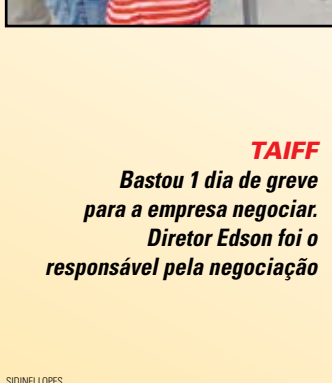 TAIFF
Bastou 1 dia de greve
para a empresa negociar.
Diretor Edson foi o
responsável pela negociação
SIDINEI LOPES